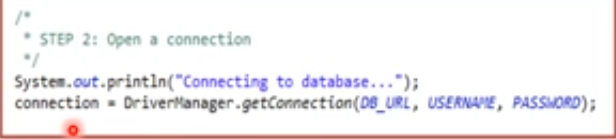 /*
 * STEP 2: Open a connection
 */
System.out.println("Connecting to database...");
connection = DriverManager.getConnection(DB_URL, USERNAME, PASSWORD);